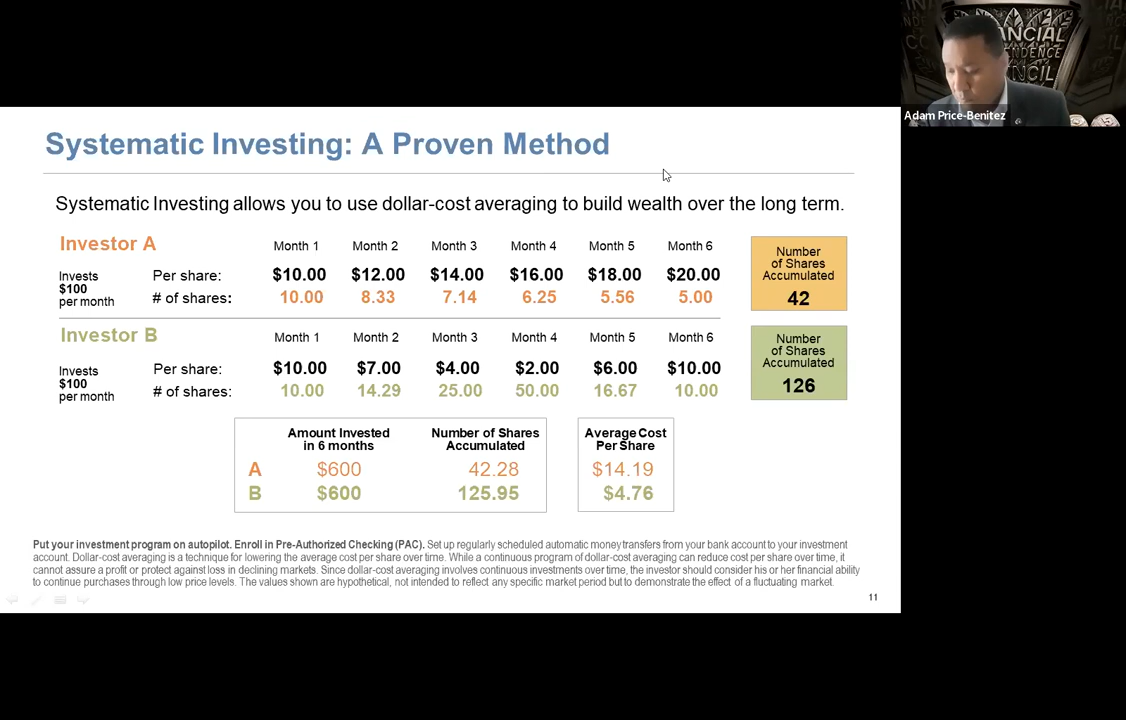 NCIAL
NDENCE
NCIL
Adam Price-Benitez
Systematic Investing: A Proven Method
Systematic Investing allows you to use dollar-cost averaging to build wealth over the long term.
Investor A Month 1 Month 2 Month 3 Month 4 Month 5 Month 6
Invests $100 per month
Per share: $10.00 $12.00 $14.00 $16.00 $18.00 $20.00
# of shares: 10.00 8.33 7.14 6.25 5.56 5.00
Number
of Shares
Accumulated
42
Investor B Month 1 Month 2 Month 3 Month 4 Month 5 Month 6
Invests $100 per month
Per share: $10.00 $7.00 $4.00 $2.00 $6.00 $10.00
# of shares: 10.00 14.29 25.00 50.00 16.67 10.00
Number
of Shares
Accumulated
126
Amount Invested Number of Shares Average Cost
in 6 months Accumulated Per Share
A $600 42.28 $14.19
B $600 125.95 $4.76
Put your investment program on autopilot. Enroll in Pre-Authorized Checking (PAC). Set up regularly scheduled automatic money transfers from your bank account to your investment
account. Dollar-cost averaging is a technique for lowering the average cost per share over time. While a continuous program of dollar-cost averaging can reduce cost per share over time, it
cannot assure a profit or protect against loss in declining markets. Since dollar-cost averaging involves continuous investments over time, the investor should consider his or her financial ability
to continue purchases through low price levels. The values shown are hypothetical, not intended to reflect any specific market period but to demonstrate the effect of a fluctuating market.
11